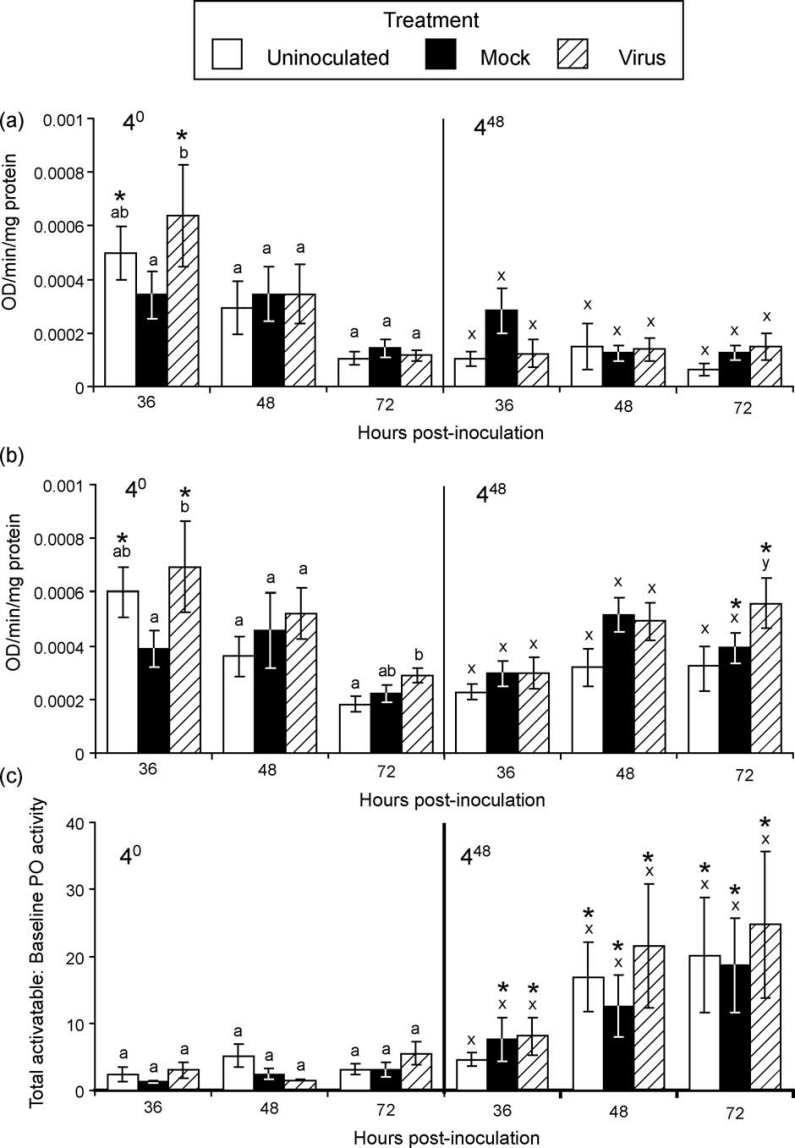 Treatment
Uninoculated Mock Virus
(a)
OD/min/mg protein
0.001
0.0008
0.0006
0.0004
0.0002
0
4⁰
4⁴⁸
* *
ab a b a a a a a a
x x x x x x x x x
36 48 72 36 48 72
Hours post-inoculation
(b)
OD/min/mg protein
0.001
0.0008
0.0006
0.0004
0.0002
0
4⁰
4⁴⁸
* * * *
ab a b a a a a ab b
x x x x x x x x y
36 48 72 36 48 72
Hours post-inoculation
(c)
Total activatable: Baseline PO activity
40
30
20
10
0
4⁰
4⁴⁸
* * * * * * * *
a a a a a a a a a
x x x x x x x x x
36 48 72 36 48 72
Hours post-inoculation